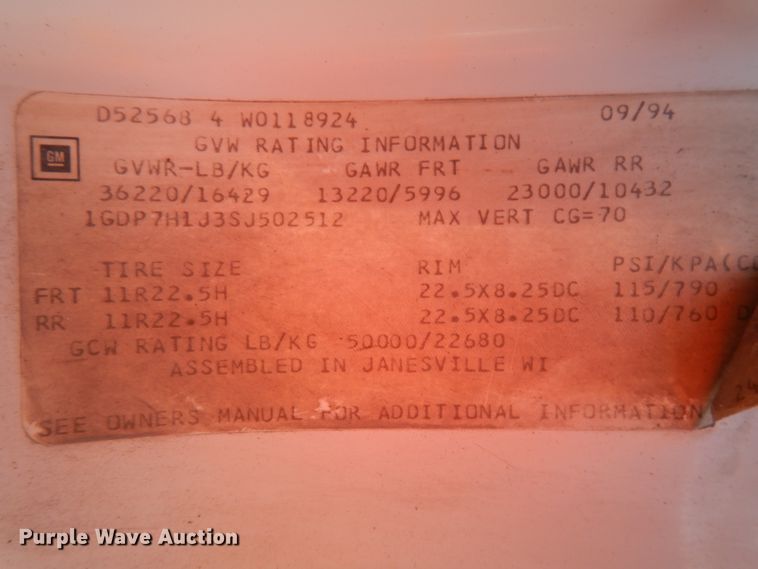 D52568 4 W0118924 09/94
GVW RATING INFORMATION
GM
GVWR-LB/KG GAWR FRT GAWR RR
36220/16429 13220/5996 23000/10432
1GDP7H1J3SJ502512 MAX VERT CG=70
TIRE SIZE RIM PSI/KPA(C
FRT 11R22.5H 22.5X8.25DC 115/790
RR 11R22.5H 22.5X8.25DC 110/760 D
GCW RATING LB/KG 50000/22680
ASSEMBLED IN JANESVILLE WI
24
SEE OWNERS MANUAL FOR ADDITIONAL INFORMATION
Purple Wave Auction